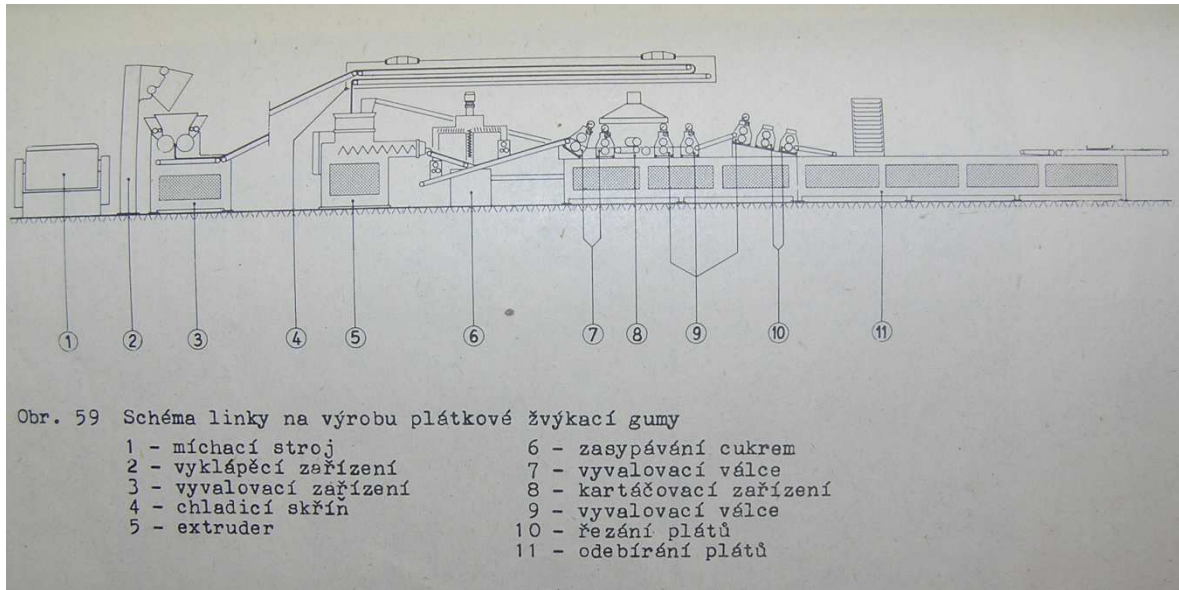 1 2 3 4 5 6 7 8 9 10 11
Obr. 59 Schéma linky na výrobu plátkové žvýkací gumy
1 - míchací stroj
2 - vyklápěcí zařízení
3 - vyvalovací zařízení
4 - chladicí skříň
5 - extruder
6 - zasypávání cukrem
7 - vyvalovací válce
8 - kartáčovací zařízení
9 - vyvalovací válce
10 - řezání plátů
11 - odebírání plátů